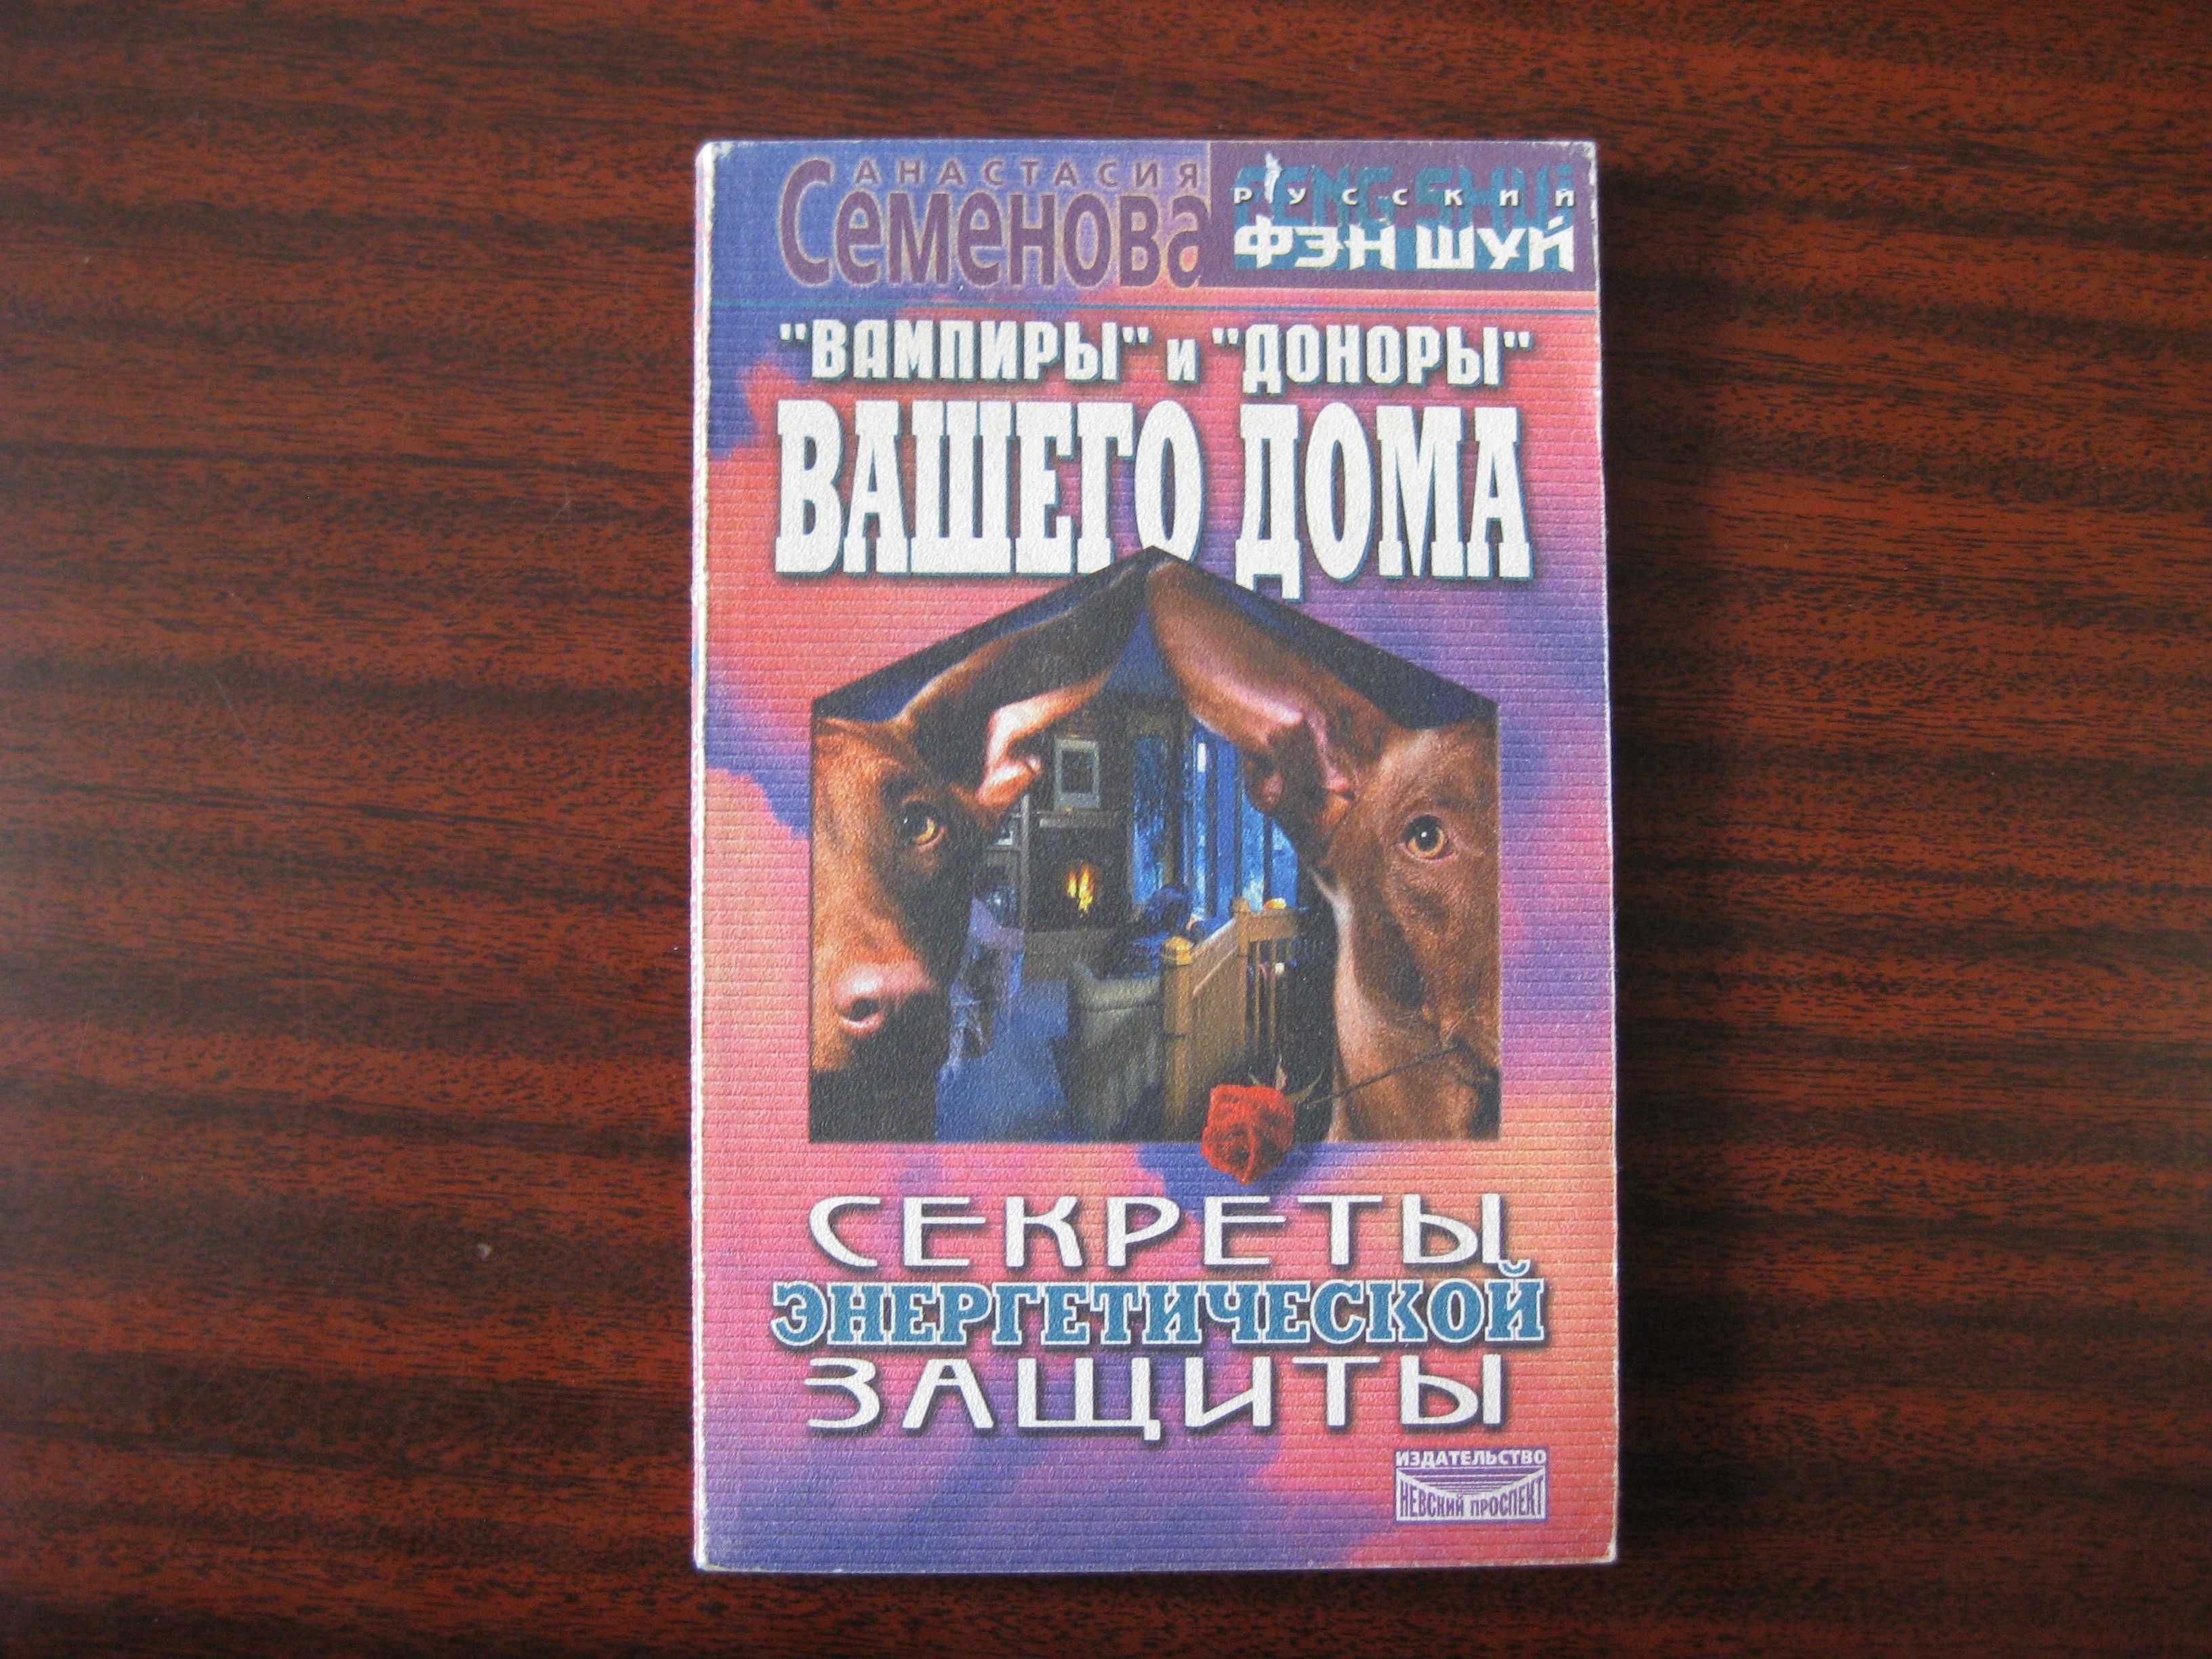 АНАСТАСИЯ
Семенова
FENG SHUI
РУССКИЙ
ФЭН ШУЙ
"ВАМПИРЫ" и "ДОНОРЫ"
ВАШЕГО ДОМА
СЕКРЕТЫ
ЭНЕРГЕТИЧЕСКОЙ
ЗАЩИТЫ
ИЗДАТЕЛЬСТВО
НЕВСКИЙ ПРОСПЕКТ